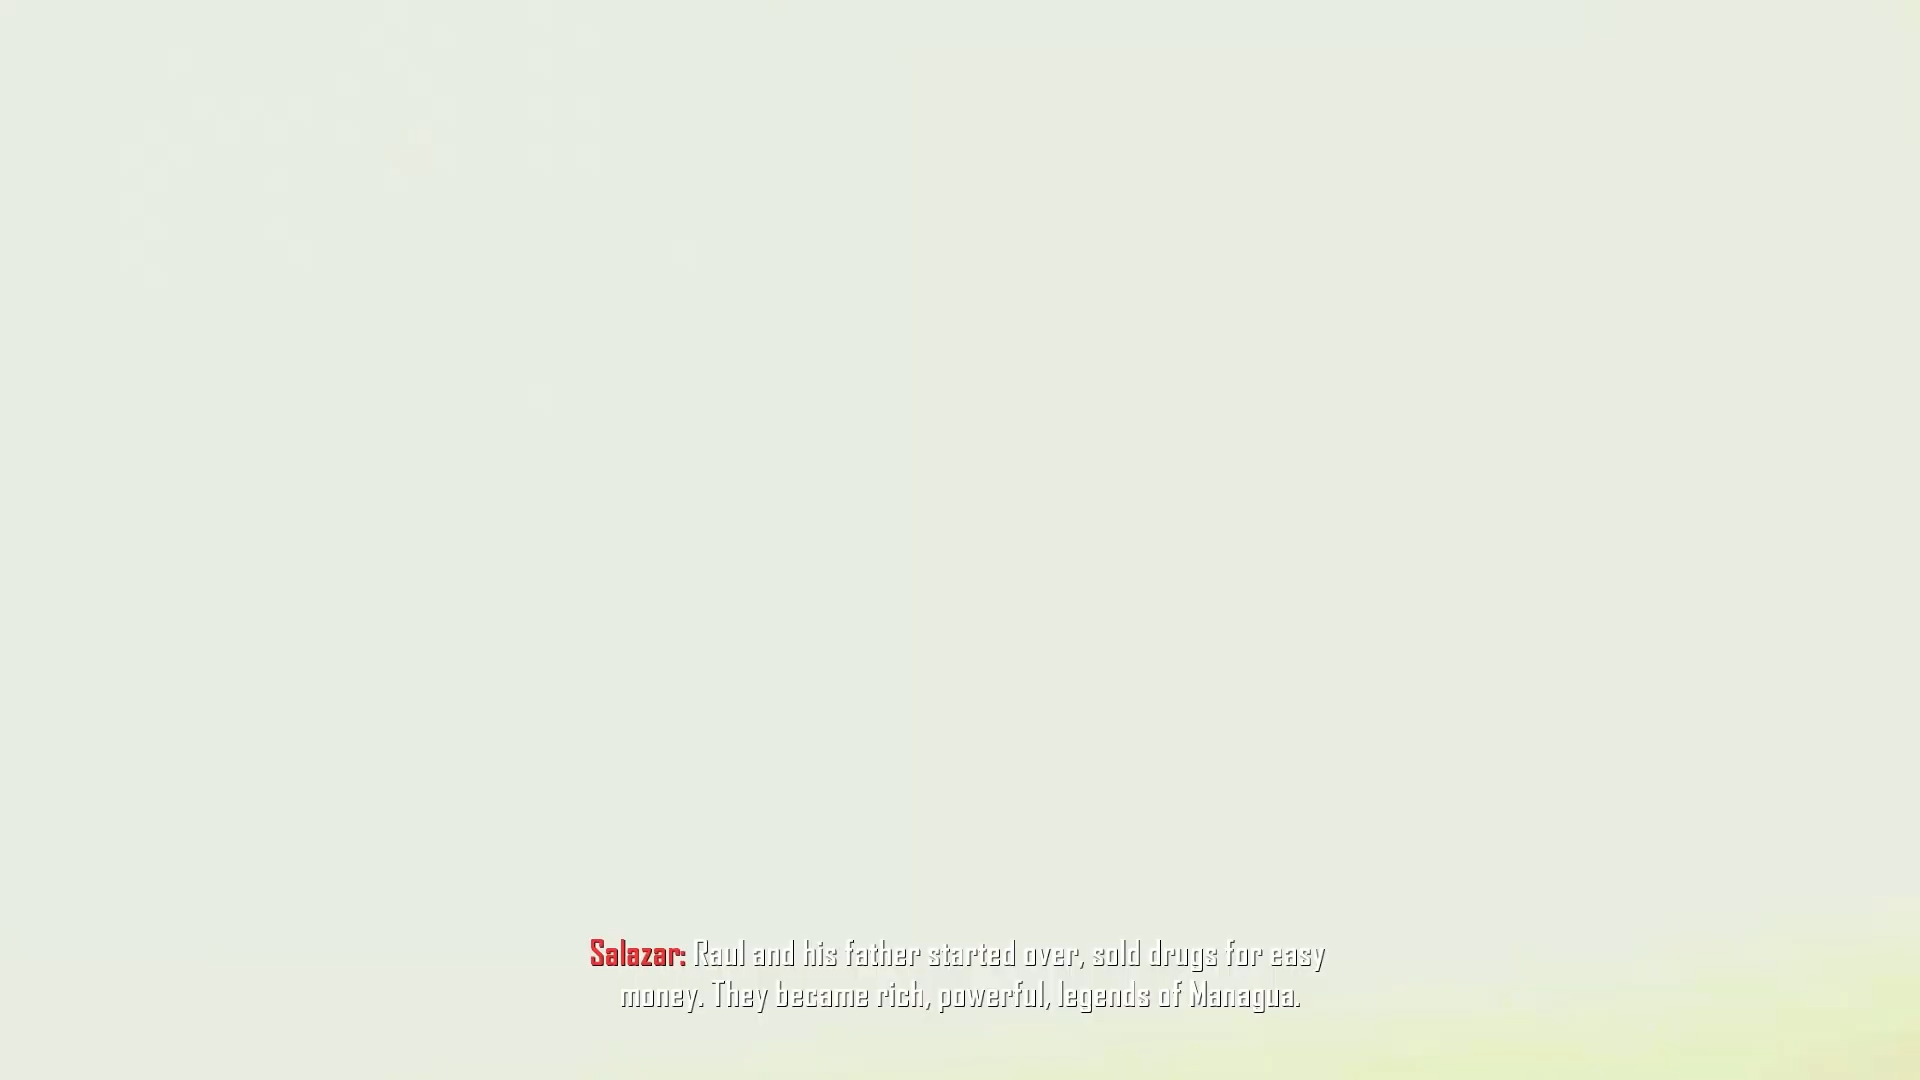 Salazar: Raul and his father started over, sold drugs for easy
money. They became rich, powerful, legends of Managua.